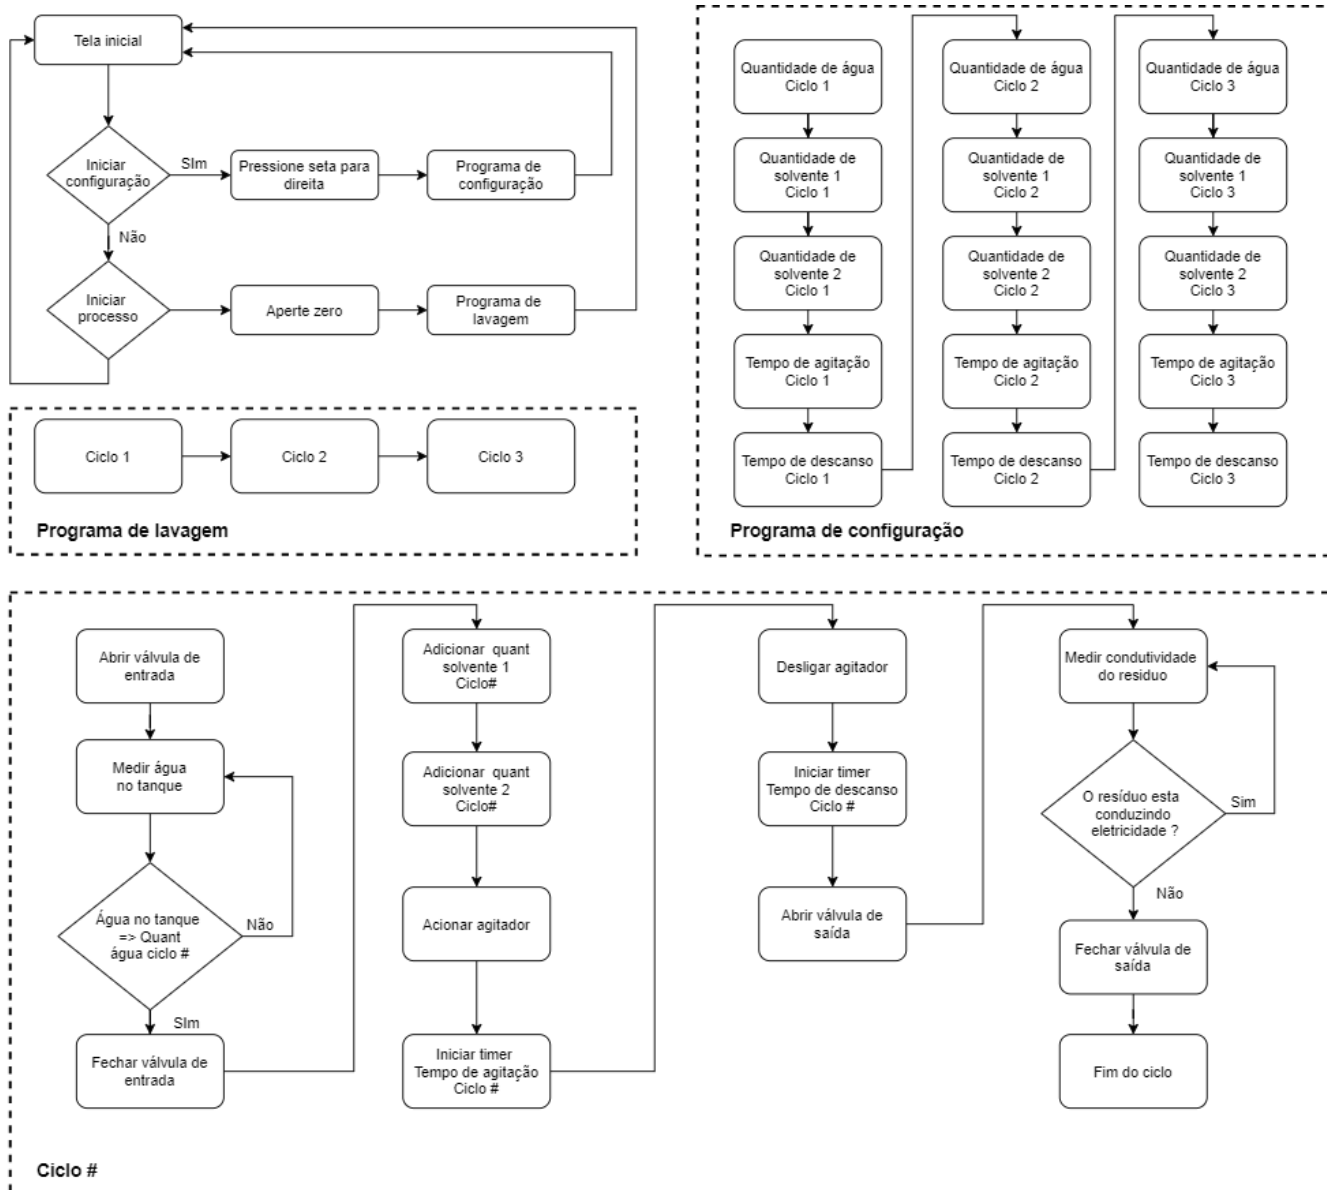 Tela inicial
Iniciar
configuração
SIm
Pressione seta para
direita
Programa de
configuração
Não
Iniciar
processo
Aperte zero
Programa de
lavagem
Ciclo 1
Ciclo 2
Ciclo 3
Programa de lavagem
Quantidade de água
Ciclo 1
Quantidade de
solvente 1
Ciclo 1
Quantidade de
solvente 2
Ciclo 1
Tempo de agitação
Ciclo 1
Tempo de descanso
Ciclo 1
Quantidade de água
Ciclo 2
Quantidade de
solvente 1
Ciclo 2
Quantidade de
solvente 2
Ciclo 2
Tempo de agitação
Ciclo 2
Tempo de descanso
Ciclo 2
Quantidade de água
Ciclo 3
Quantidade de
solvente 1
Ciclo 3
Quantidade de
solvente 2
Ciclo 3
Tempo de agitação
Ciclo 3
Tempo de descanso
Ciclo 3
Programa de configuração
Abrir válvula de
entrada
Medir água
no tanque
Água no tanque
=> Quant
água ciclo #
Não
SIm
Fechar válvula de
entrada
Adicionar quant
solvente 1
Ciclo#
Adicionar quant
solvente 2
Ciclo#
Acionar agitador
Iniciar timer
Tempo de agitação
Ciclo #
Desligar agitador
Iniciar timer
Tempo de descanso
Ciclo #
Abrir válvula de
saída
Medir condutividade
do residuo
O resíduo esta
conduzindo
eletricidade ?
Sim
Não
Fechar válvula de
saída
Fim do ciclo
Ciclo #